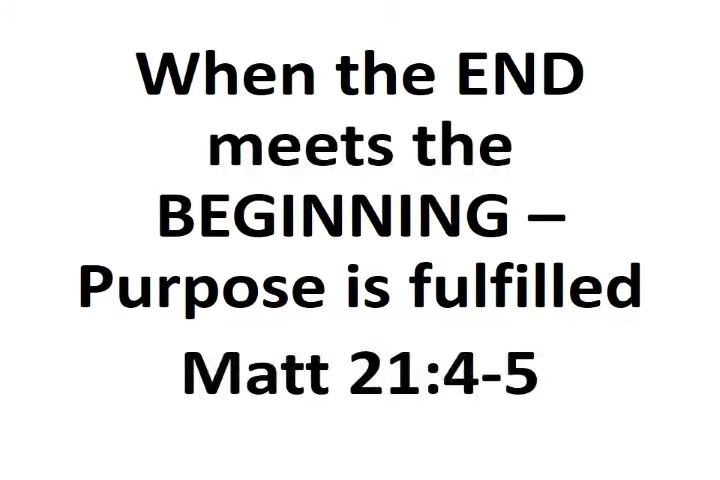 When the END
meets the
BEGINNING –
Purpose is fulfilled
Matt 21:4-5